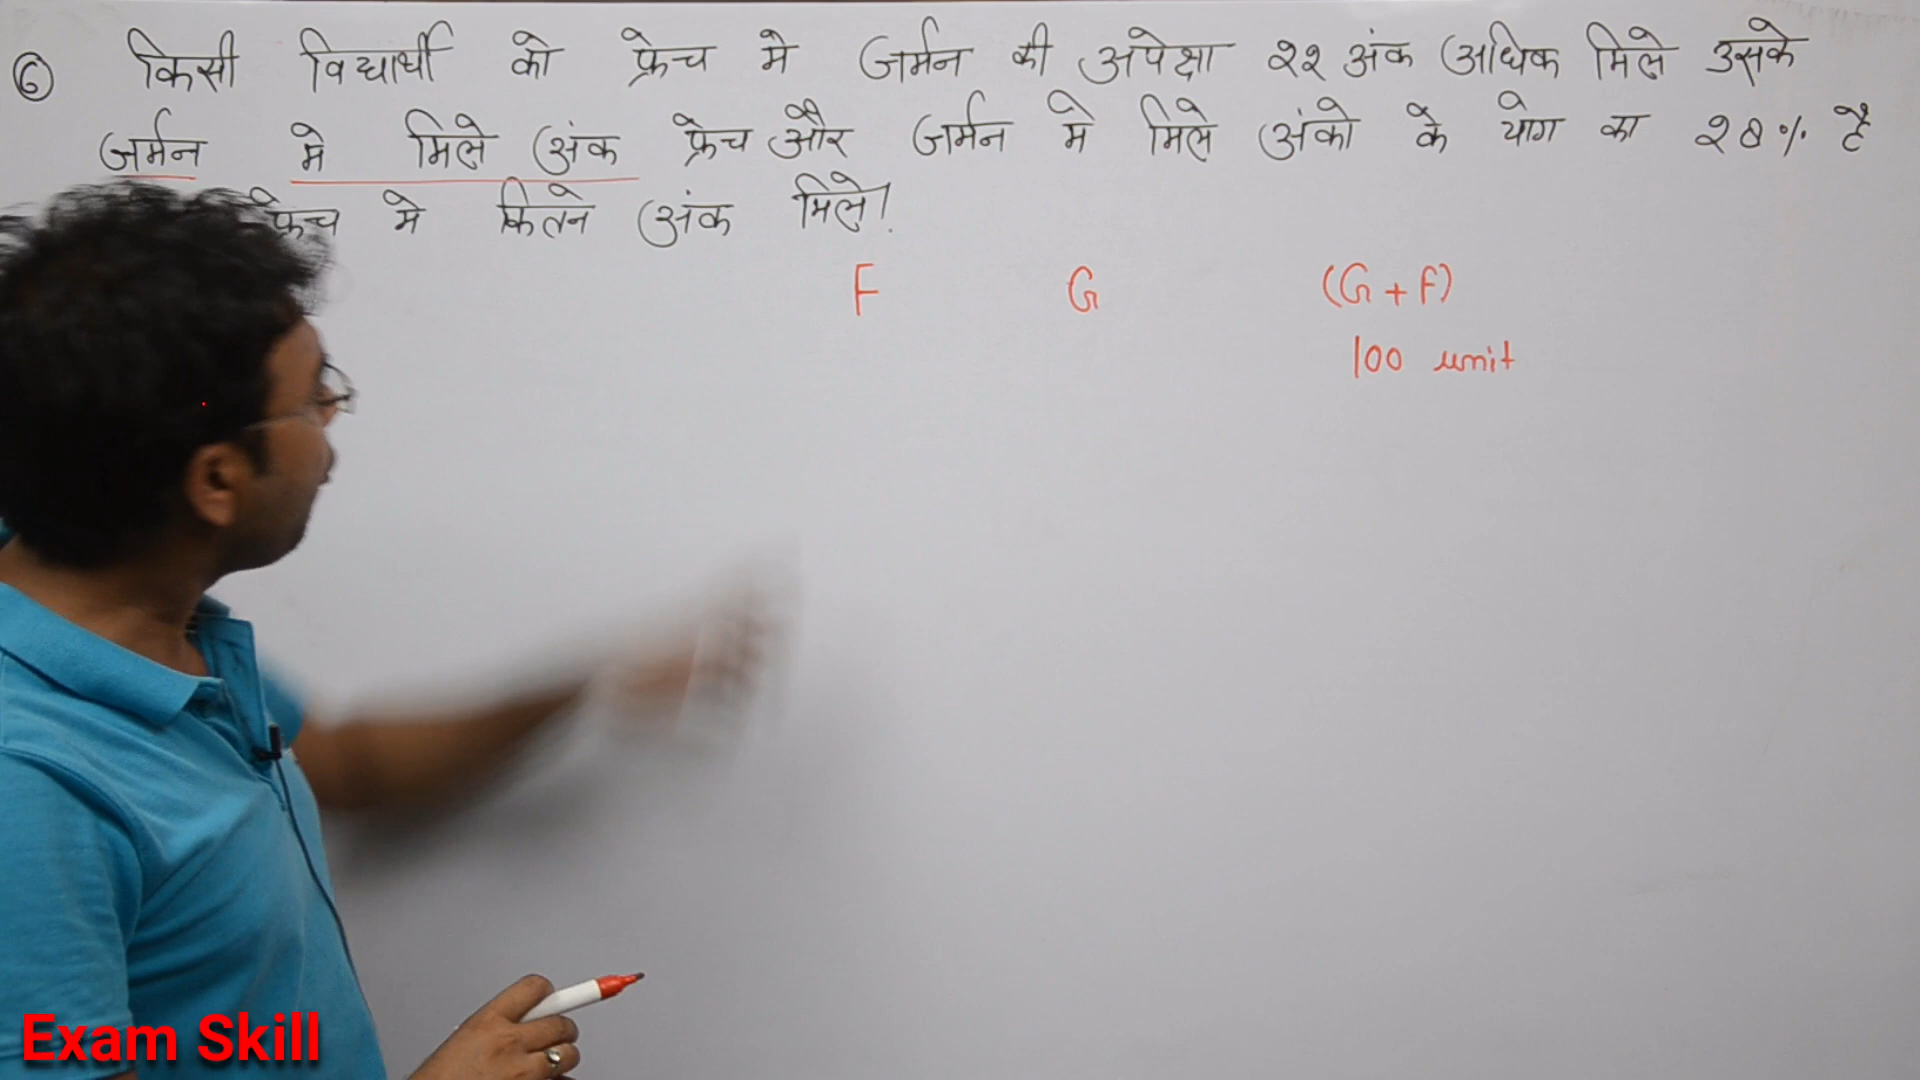 ⑥ किसी विद्यार्थी को फ्रेच मे जर्मन की अपेक्षा २२ अंक अधिक मिले उसके
जर्मन मे मिले अंक फ्रेच और जर्मन मे मिले अंको के योग का २8% है
फ्रेच मे कितने अंक मिले।
F G (G + F)
100 unit
Exam Skill